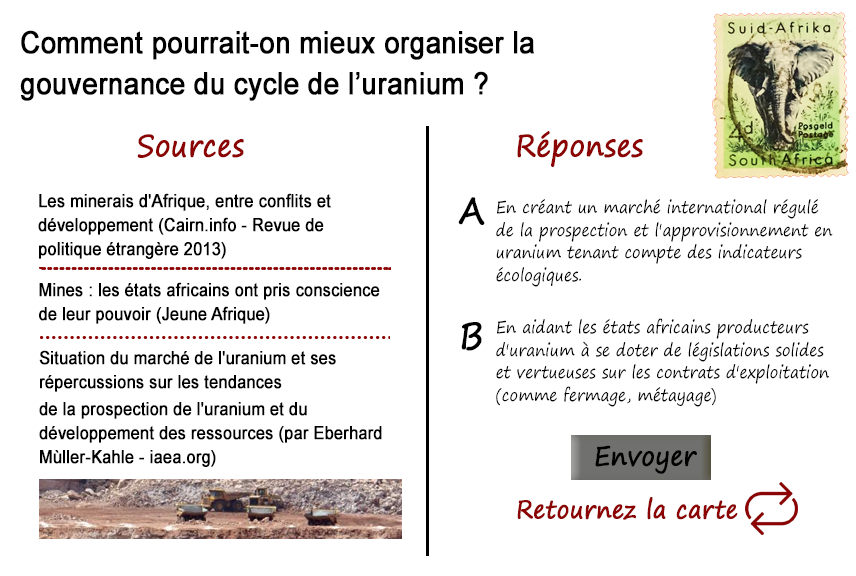 Comment pourrait-on mieux organiser la
gouvernance du cycle de l’uranium ?
Suid-Afrika
4d
Posgeld
Postage
South Africa
Sources
Les minerais d'Afrique, entre conflits et
développement (Cairn.info - Revue de
politique étrangère 2013)
Mines : les états africains ont pris conscience
de leur pouvoir (Jeune Afrique)
Situation du marché de l'uranium et ses
répercussions sur les tendances
de la prospection de l'uranium et du
développement des ressources (par Eberhard
Mùller-Kahle - iaea.org)
Réponses
A En créant un marché international régulé
de la prospection et l'approvisionnement en
uranium tenant compte des indicateurs
écologiques.
B En aidant les états africains producteurs
d'uranium à se doter de législations solides
et vertueuses sur les contrats d'exploitation
(comme fermage, métayage)
Envoyer
Retournez la carte